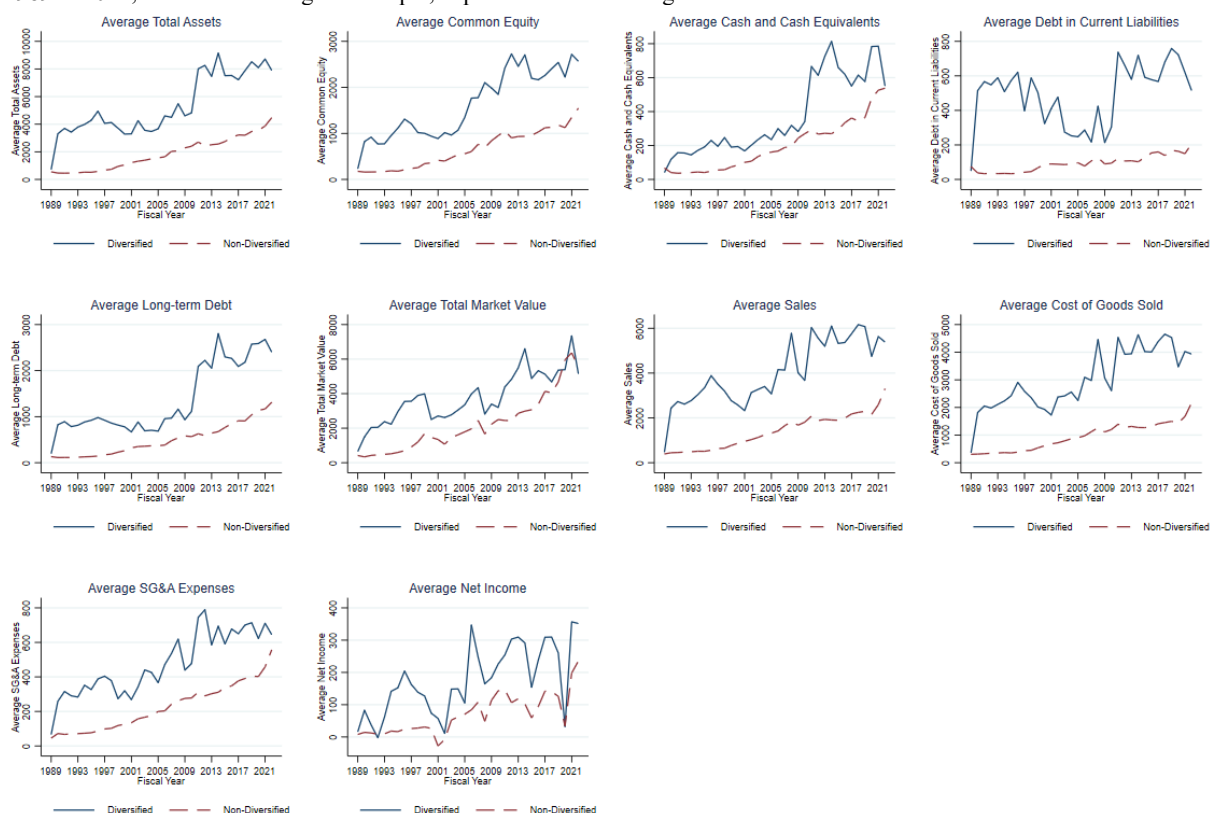 Average Total Assets
Average Total Assets
0 2000 4000 6000 8000 10000
1989 1993 1997 2001 2005 2009 2013 2017 2021
Fiscal Year
Diversified Non-Diversified
Average Common Equity
Average Common Equity
0 1000 2000 3000
1989 1993 1997 2001 2005 2009 2013 2017 2021
Fiscal Year
Diversified Non-Diversified
Average Cash and Cash Equivalents
Average Cash and Cash Equivalents
0 200 400 600 800
1989 1993 1997 2001 2005 2009 2013 2017 2021
Fiscal Year
Diversified Non-Diversified
Average Debt in Current Liabilities
Average Debt in Current Liabilities
0 200 400 600 800
1989 1993 1997 2001 2005 2009 2013 2017 2021
Fiscal Year
Diversified Non-Diversified
Average Long-term Debt
Average Long-term Debt
0 1000 2000 3000
1989 1993 1997 2001 2005 2009 2013 2017 2021
Fiscal Year
Diversified Non-Diversified
Average Total Market Value
Average Total Market Value
0 2000 4000 6000 8000
1989 1993 1997 2001 2005 2009 2013 2017 2021
Fiscal Year
Diversified Non-Diversified
Average Sales
Average Sales
0 2000 4000 6000
1989 1993 1997 2001 2005 2009 2013 2017 2021
Fiscal Year
Diversified Non-Diversified
Average Cost of Goods Sold
Average Cost of Goods Sold
0 1000 2000 3000 4000 5000
1989 1993 1997 2001 2005 2009 2013 2017 2021
Fiscal Year
Diversified Non-Diversified
Average SG&A Expenses
Average SG&A Expenses
0 200 400 600 800
1989 1993 1997 2001 2005 2009 2013 2017 2021
Fiscal Year
Diversified Non-Diversified
Average Net Income
Average Net Income
0 100 200 300 400
1989 1993 1997 2001 2005 2009 2013 2017 2021
Fiscal Year
Diversified Non-Diversified